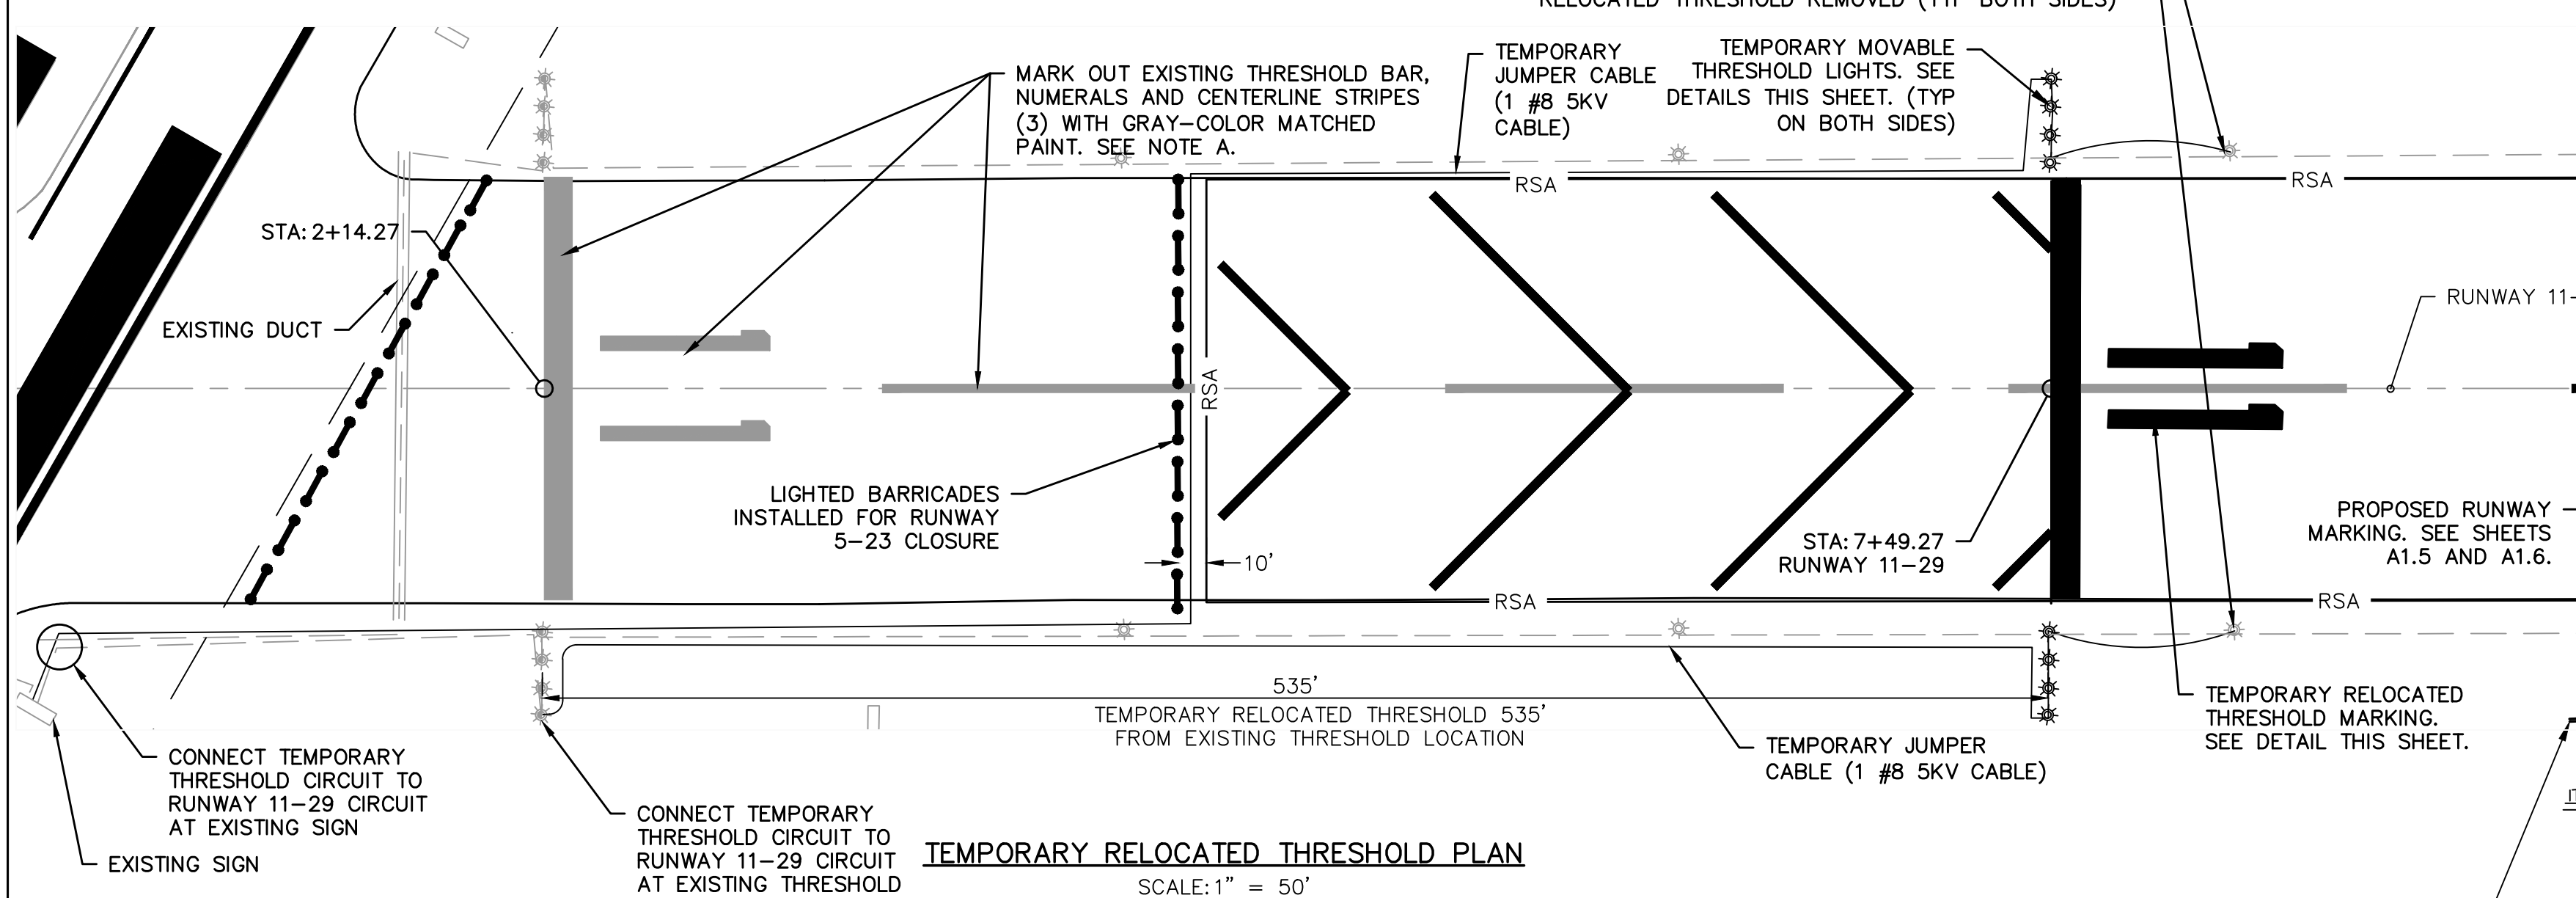 RELOCATED THRESHOLD REMOVED (TYP BOTH SIDES)
MARK OUT EXISTING THRESHOLD BAR,
NUMERALS AND CENTERLINE STRIPES
(3) WITH GRAY-COLOR MATCHED
PAINT. SEE NOTE A.
TEMPORARY
JUMPER CABLE
(1 #8 5KV
CABLE)
TEMPORARY MOVABLE
THRESHOLD LIGHTS. SEE
DETAILS THIS SHEET. (TYP
ON BOTH SIDES)
RSA
RSA
STA: 2+14.27
EXISTING DUCT
RSA
RUNWAY 11-
LIGHTED BARRICADES
INSTALLED FOR RUNWAY
5-23 CLOSURE
10'
STA: 7+49.27
RUNWAY 11-29
PROPOSED RUNWAY
MARKING. SEE SHEETS
A1.5 AND A1.6.
RSA
RSA
535'
TEMPORARY RELOCATED THRESHOLD 535'
FROM EXISTING THRESHOLD LOCATION
TEMPORARY RELOCATED
THRESHOLD MARKING.
SEE DETAIL THIS SHEET.
TEMPORARY JUMPER
CABLE (1 #8 5KV CABLE)
CONNECT TEMPORARY
THRESHOLD CIRCUIT TO
RUNWAY 11-29 CIRCUIT
AT EXISTING SIGN
EXISTING SIGN
CONNECT TEMPORARY
THRESHOLD CIRCUIT TO
RUNWAY 11-29 CIRCUIT
AT EXISTING THRESHOLD
TEMPORARY RELOCATED THRESHOLD PLAN
SCALE: 1" = 50'